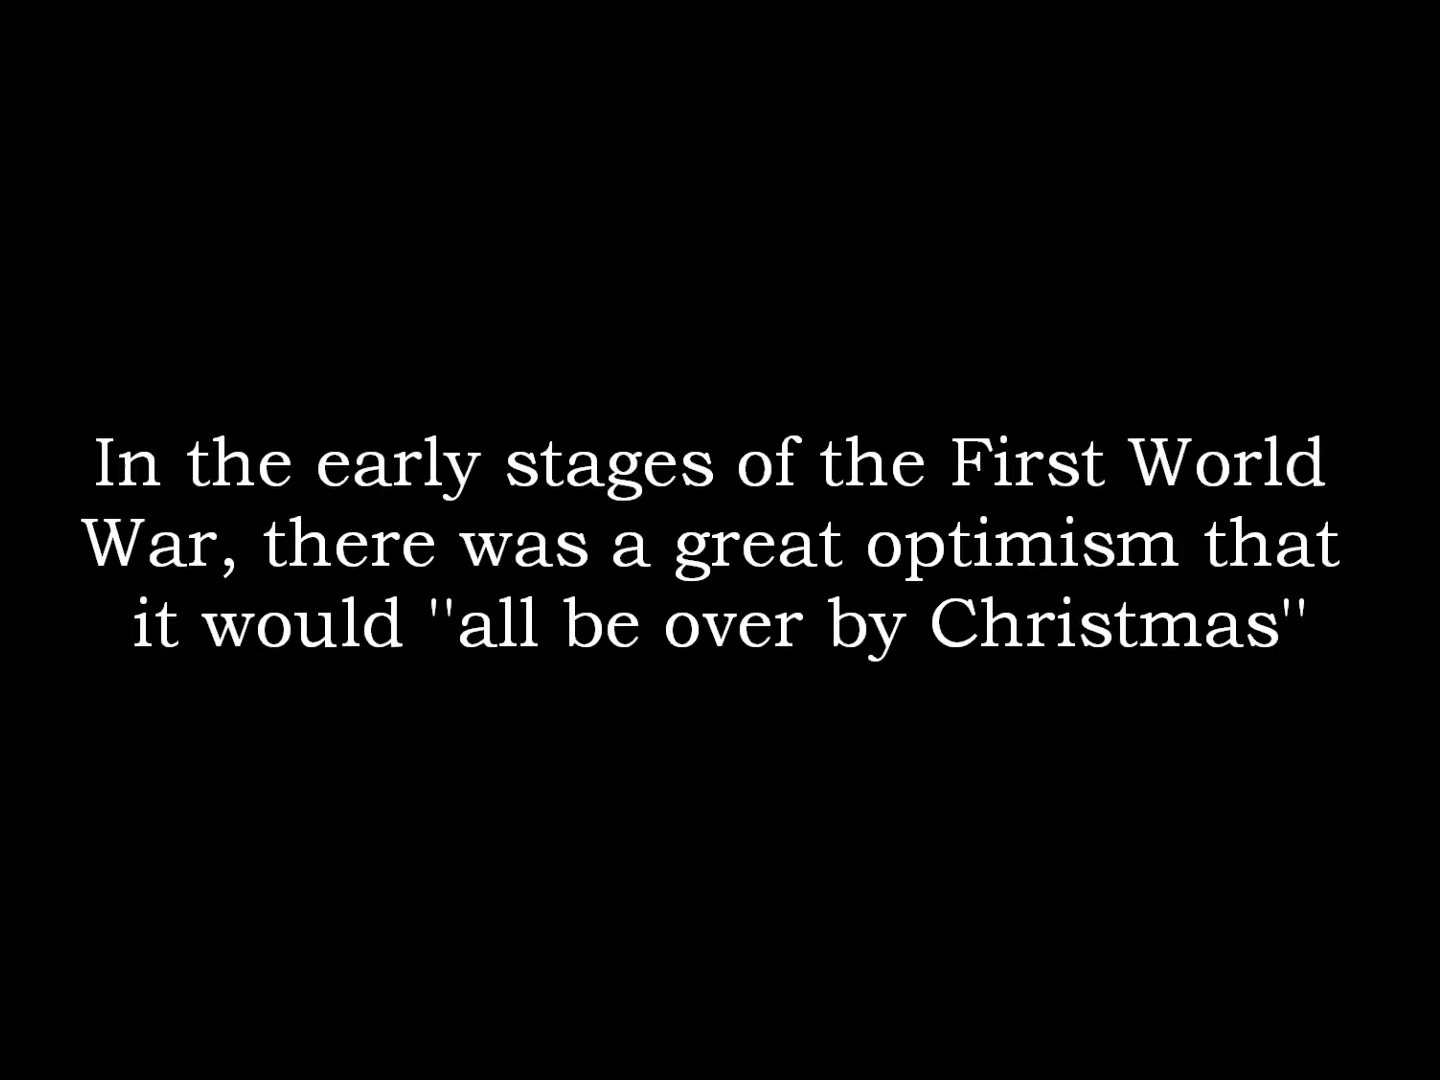 In the early stages of the First World
War, there was a great optimism that
it would "all be over by Christmas"